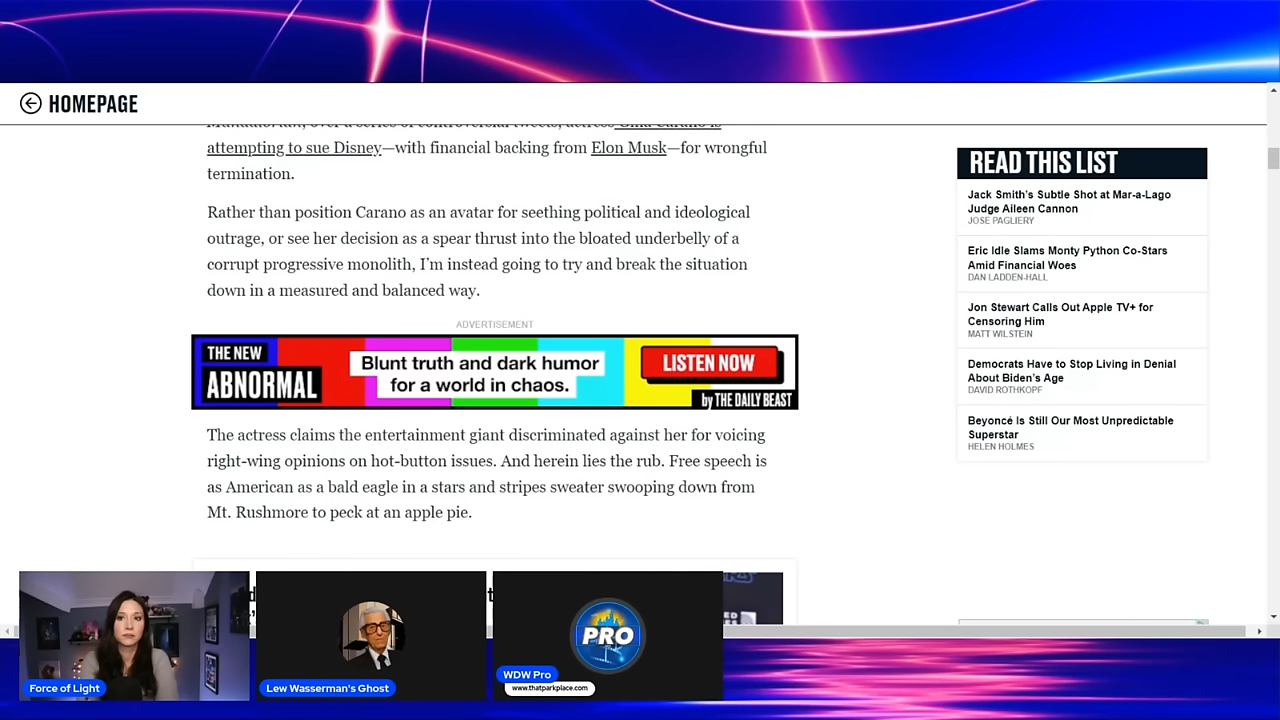 HOMEPAGE
attempting to sue Disney—with financial backing from Elon Musk—for wrongful
termination.
Rather than position Carano as an avatar for seething political and ideological
outrage, or see her decision as a spear thrust into the bloated underbelly of a
corrupt progressive monolith, I'm instead going to try and break the situation
down in a measured and balanced way.
ADVERTISEMENT
THE NEW
ABNORMAL
Blunt truth and dark humor
for a world in chaos.
LISTEN NOW
by THE DAILY BEAST
The actress claims the entertainment giant discriminated against her for voicing
right-wing opinions on hot-button issues. And herein lies the rub. Free speech is
as American as a bald eagle in a stars and stripes sweater swooping down from
Mt. Rushmore to peck at an apple pie.
READ THIS LIST
Jack Smith's Subtle Shot at Mar-a-Lago
Judge Aileen Cannon
JOSE PAGLIERY
Eric Idle Slams Monty Python Co-Stars
Amid Financial Woes
DAN LADDEN-HALL
Jon Stewart Calls Out Apple TV+ for
Censoring Him
MATT WILSTEIN
Democrats Have to Stop Living in Denial
About Biden's Age
DAVID ROTHKOPF
Beyoncé Is Still Our Most Unpredictable
Superstar
HELEN HOLMES
Force of Light
Lew Wasserman's Ghost
PRO
WDW Pro
www.thatparkplace.com